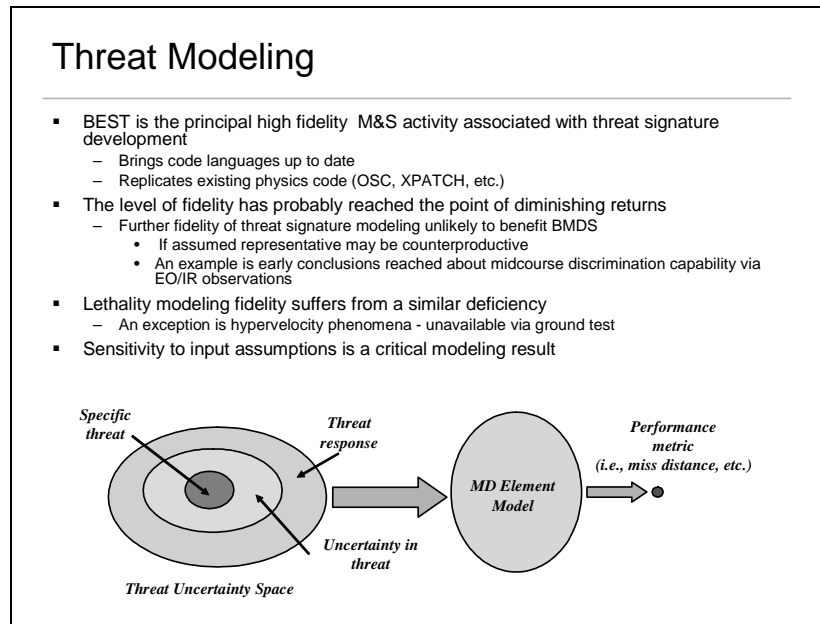 Threat Modeling
▪ BEST is the principal high fidelity M&S activity associated with threat signature
development
– Brings code languages up to date
– Replicates existing physics code (OSC, XPATCH, etc.)
▪ The level of fidelity has probably reached the point of diminishing returns
– Further fidelity of threat signature modeling unlikely to benefit BMDS
• If assumed representative may be counterproductive
• An example is early conclusions reached about midcourse discrimination capability via
EO/IR observations
▪ Lethality modeling fidelity suffers from a similar deficiency
– An exception is hypervelocity phenomena - unavailable via ground test
▪ Sensitivity to input assumptions is a critical modeling result
Specific
threat
Threat
response
Uncertainty in
threat
Threat Uncertainty Space
MD Element
Model
Performance
metric
(i.e., miss distance, etc.)